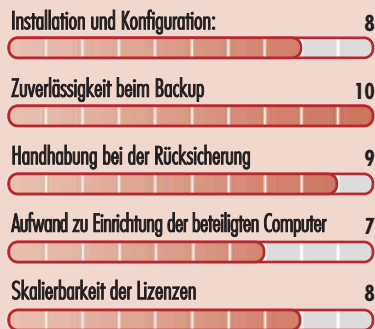 Installation und Konfiguration: 8
Zuverlässigkeit beim Backup 10
Handhabung bei der Rücksicherung 9
Aufwand zu Einrichtung der beteiligten Computer 7
Skalierbarkeit der Lizenzen 8